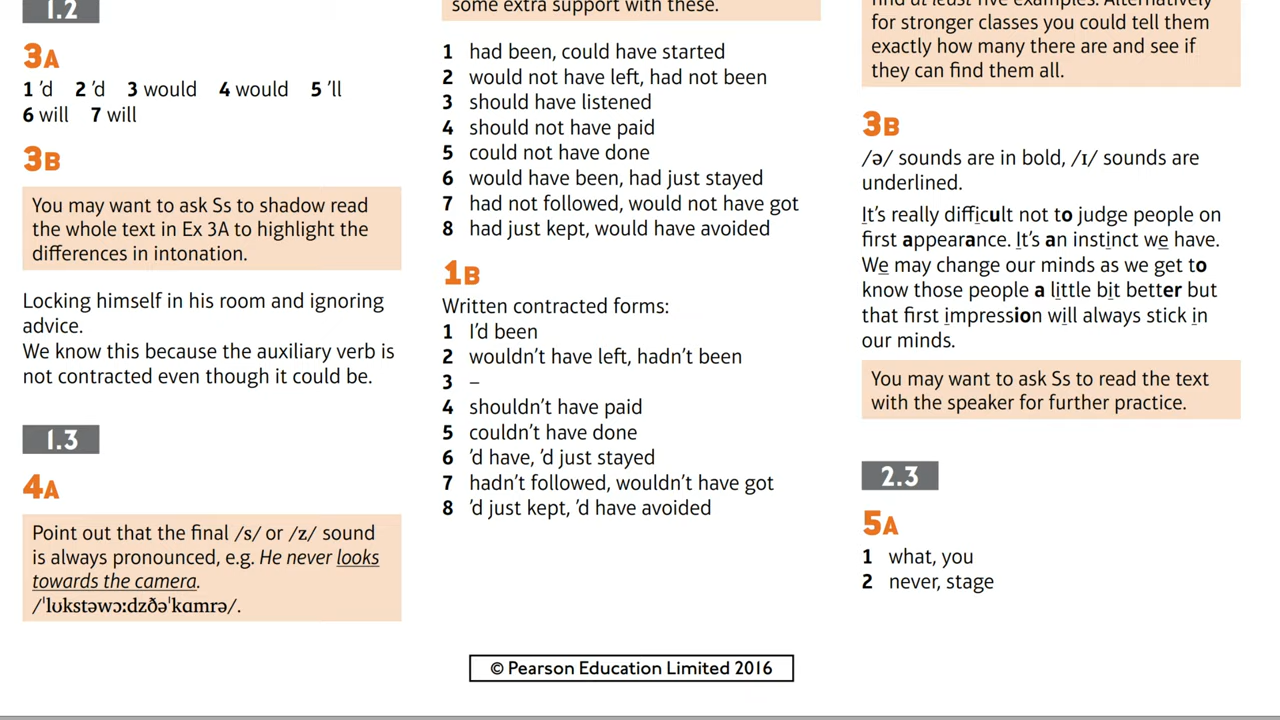 1.2
3A
1 ’d 2 ’d 3 would 4 would 5 ’ll
6 will 7 will
3B
You may want to ask Ss to shadow read
the whole text in Ex 3A to highlight the
differences in intonation.
Locking himself in his room and ignoring
advice.
We know this because the auxiliary verb is
not contracted even though it could be.
1.3
4A
Point out that the final /s/ or /z/ sound
is always pronounced, e.g. He never looks
towards the camera.
/ˈlʊkstəwɔːdzðəˈkɑmrə/.
some extra support with these.
1 had been, could have started
2 would not have left, had not been
3 should have listened
4 should not have paid
5 could not have done
6 would have been, had just stayed
7 had not followed, would not have got
8 had just kept, would have avoided
1B
Written contracted forms:
1 I’d been
2 wouldn’t have left, hadn’t been
3 –
4 shouldn’t have paid
5 couldn’t have done
6 ’d have, ’d just stayed
7 hadn’t followed, wouldn’t have got
8 ’d just kept, ’d have avoided
find at least five examples. Alternatively
for stronger classes you could tell them
exactly how many there are and see if
they can find them all.
3B
/ə/ sounds are in bold, /ɪ/ sounds are
underlined.
It’s really difficult not to judge people on
first appearance. It’s an instinct we have.
We may change our minds as we get to
know those people a little bit better but
that first impression will always stick in
our minds.
You may want to ask Ss to read the text
with the speaker for further practice.
2.3
5A
1 what, you
2 never, stage
© Pearson Education Limited 2016